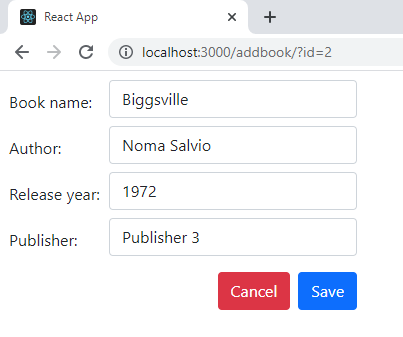 React App
localhost:3000/addbook/?id=2
Book name: Biggsville
Author: Noma Salvio
Release year: 1972
Publisher: Publisher 3
Cancel Save